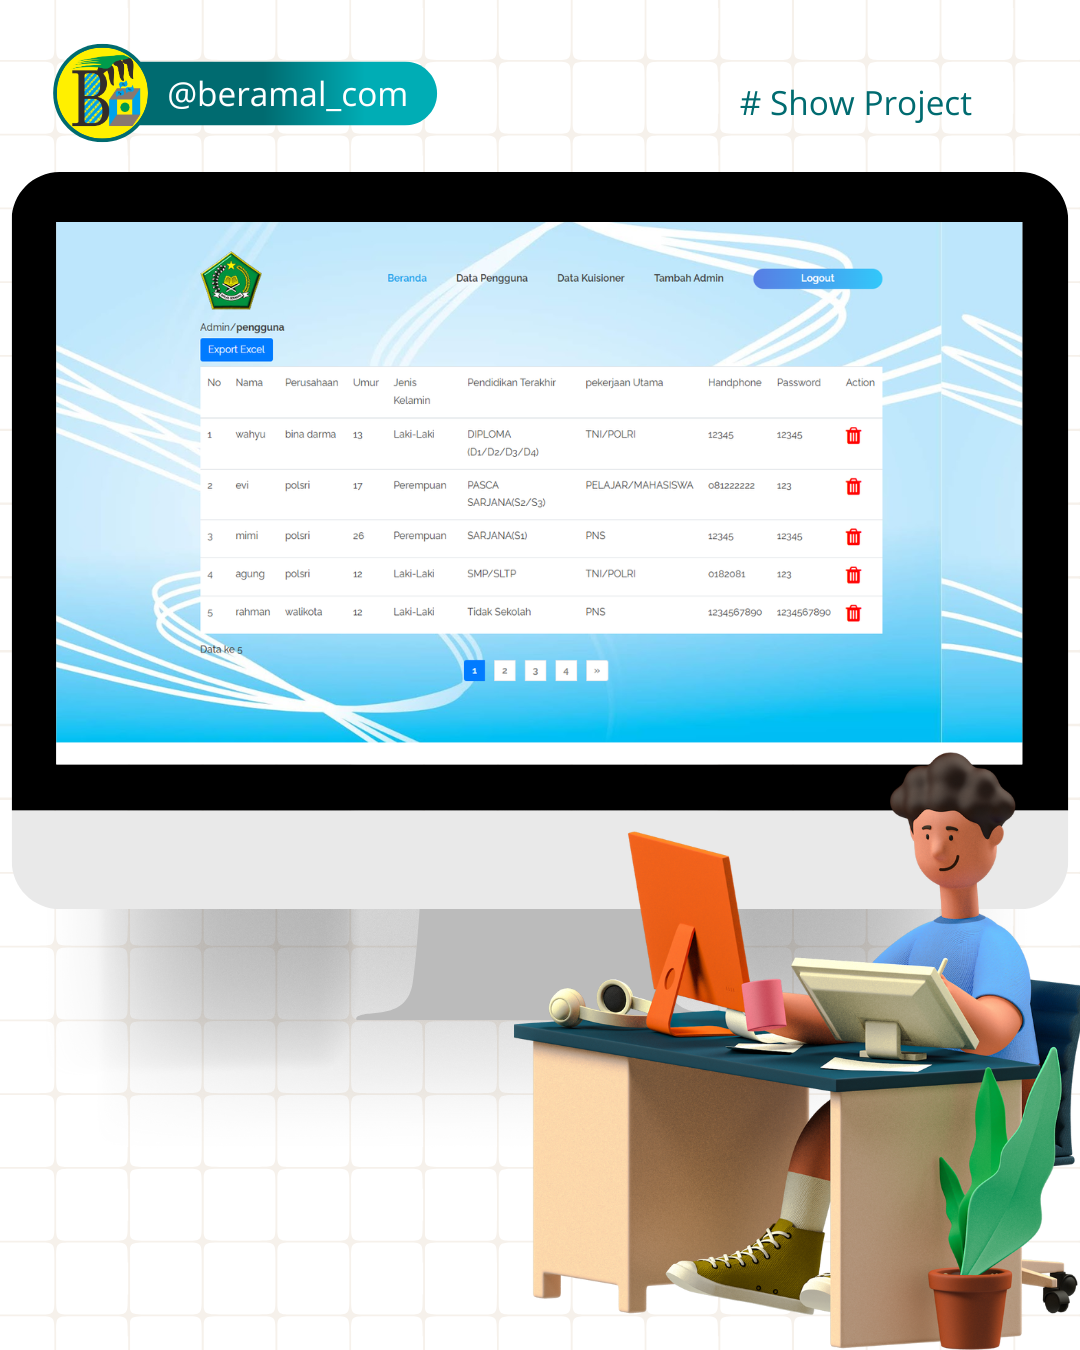 @beramal_com
# Show Project
Beranda Data Pengguna Data Kuisioner Tambah Admin Logout
Admin/pengguna
Export Excel
No Nama Perusahaan Umur Jenis Kelamin Pendidikan Terakhir pekerjaan Utama Handphone Password Action
1 wahyu bina darma 13 Laki-Laki DIPLOMA (D1/D2/D3/D4) TNI/POLRI 12345 12345
2 evi polsri 17 Perempuan PASCA SARJANA(S2/S3) PELAJAR/MAHASISWA 081222222 123
3 mimi polsri 26 Perempuan SARJANA(S1) PNS 12345 12345
4 agung polsri 12 Laki-Laki SMP/SLTP TNI/POLRI 0182081 123
5 rahman walikota 12 Laki-Laki Tidak Sekolah PNS 1234567890 1234567890
Data ke 5
1 2 3 4 »